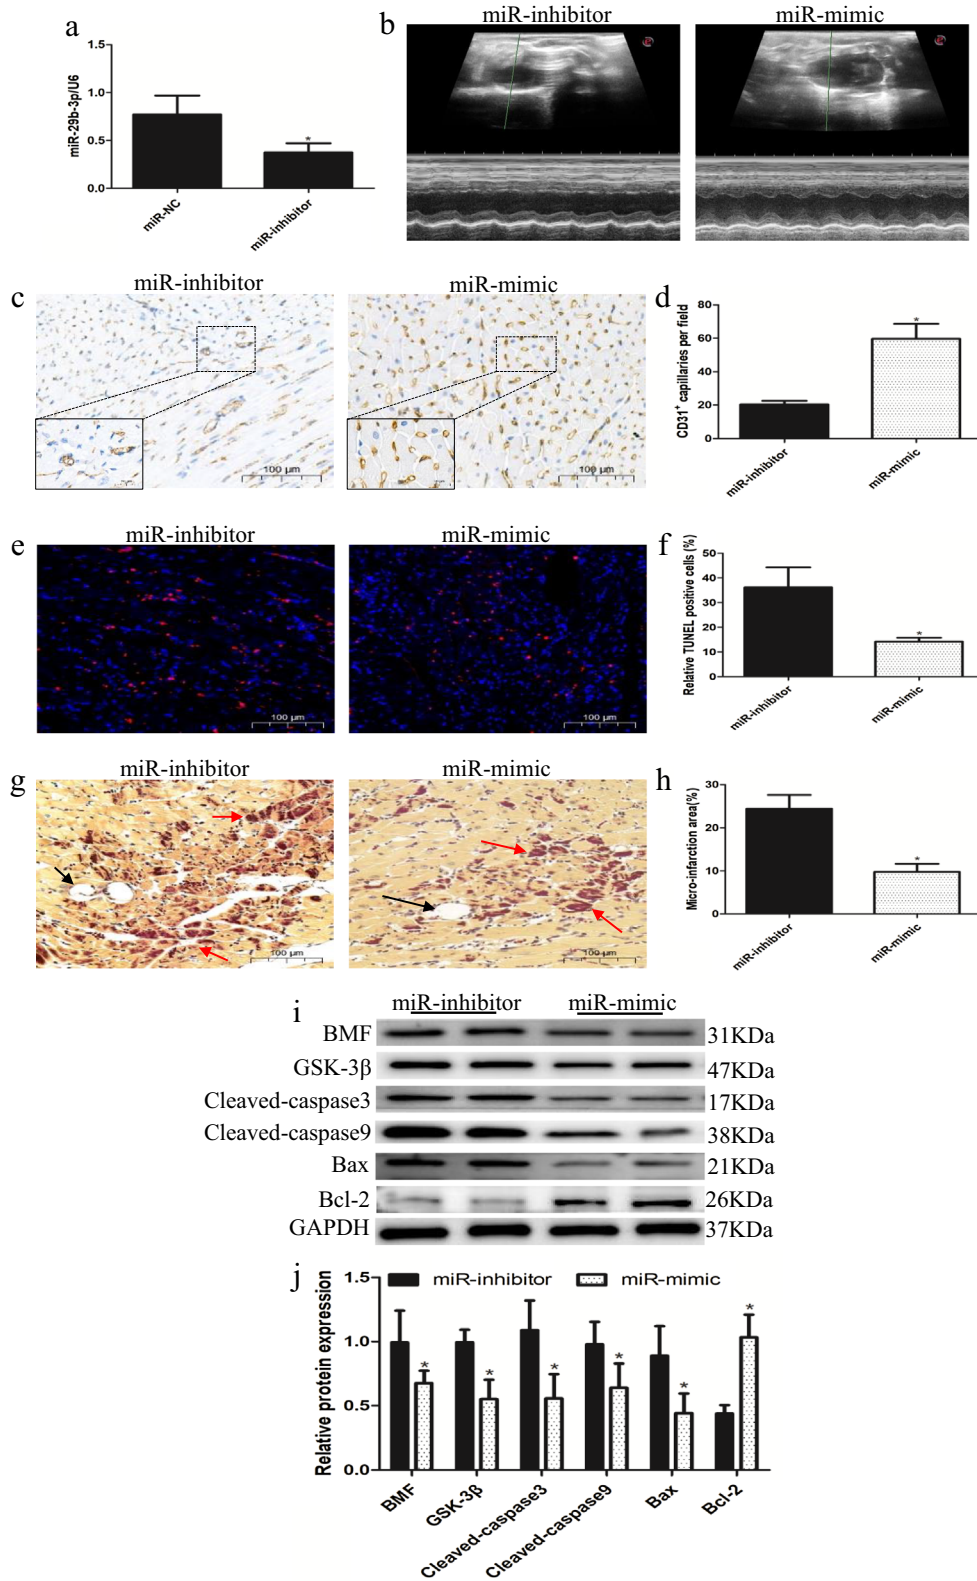 a
miR-29b-3p/U6
1.5
1.0
0.5
0.0
*
miR-NC
miR-inhibitor
b
miR-inhibitor
miR-mimic
c
miR-inhibitor
miR-mimic
100 µm
100 µm
d
CD31+ capillaries per field
80
60
40
20
0
*
miR-inhibitor
miR-mimic
e
miR-inhibitor
miR-mimic
100 µm
100 µm
f
Relative TUNEL positive cells (%)
50
40
30
20
10
0
*
miR-inhibitor
miR-mimic
g
miR-inhibitor
miR-mimic
100 µm
100 µm
h
Micro-infarction area(%)
30
20
10
0
*
miR-inhibitor
miR-mimic
i
miR-inhibitor miR-mimic
BMF 31KDa
GSK-3β 47KDa
Cleaved-caspase3 17KDa
Cleaved-caspase9 38KDa
Bax 21KDa
Bcl-2 26KDa
GAPDH 37KDa
j
Relative protein expression
miR-inhibitor miR-mimic
1.5
1.0
0.5
0.0
* * * * * *
BMF
GSK-3β
Cleaved-caspase3
Cleaved-caspase9
Bax
Bcl-2